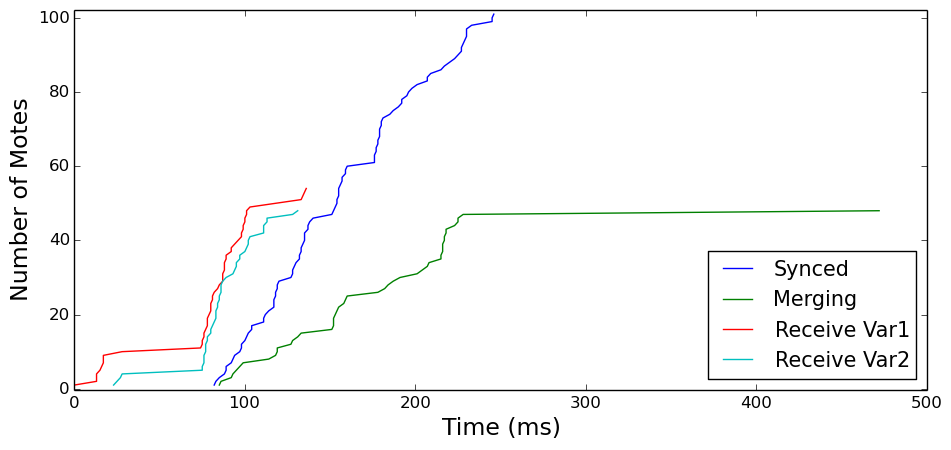 100
80
60
40
20
0
Number of Motes
0 100 200 300 400 500
Time (ms)
Synced
Merging
Receive Var1
Receive Var2